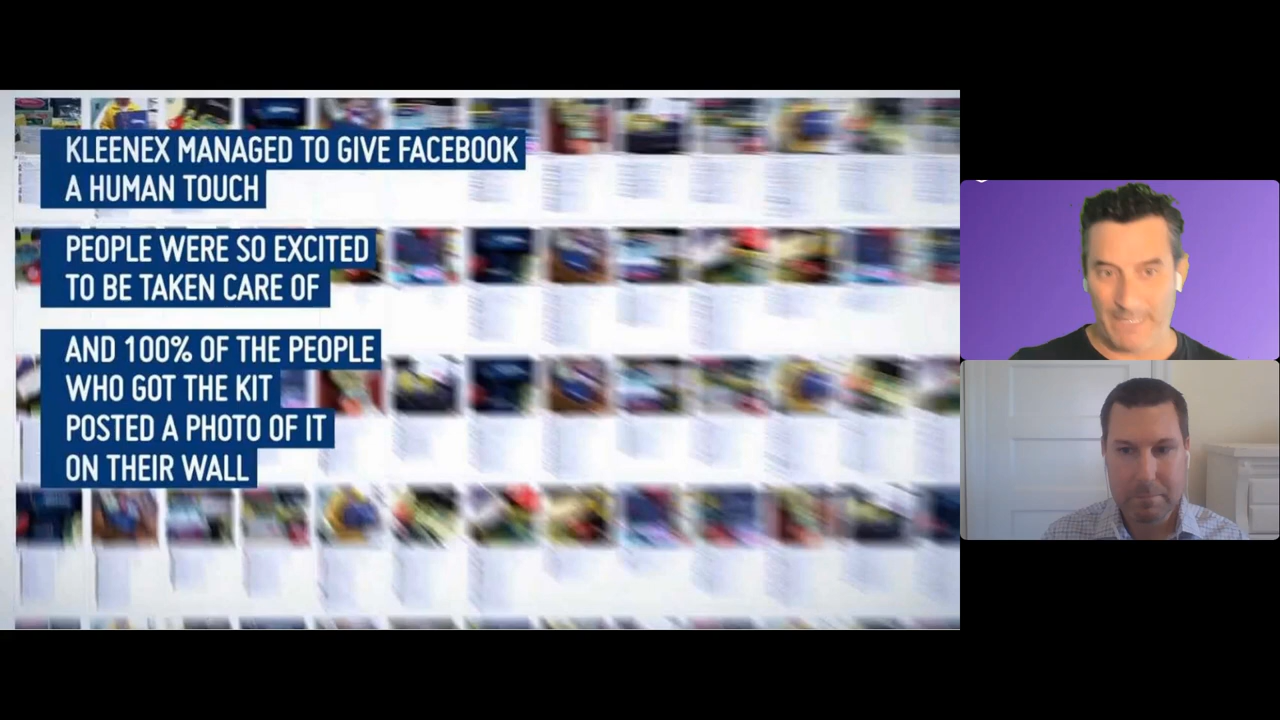 KLEENEX MANAGED TO GIVE FACEBOOK
A HUMAN TOUCH
PEOPLE WERE SO EXCITED
TO BE TAKEN CARE OF
AND 100% OF THE PEOPLE
WHO GOT THE KIT
POSTED A PHOTO OF IT
ON THEIR WALL